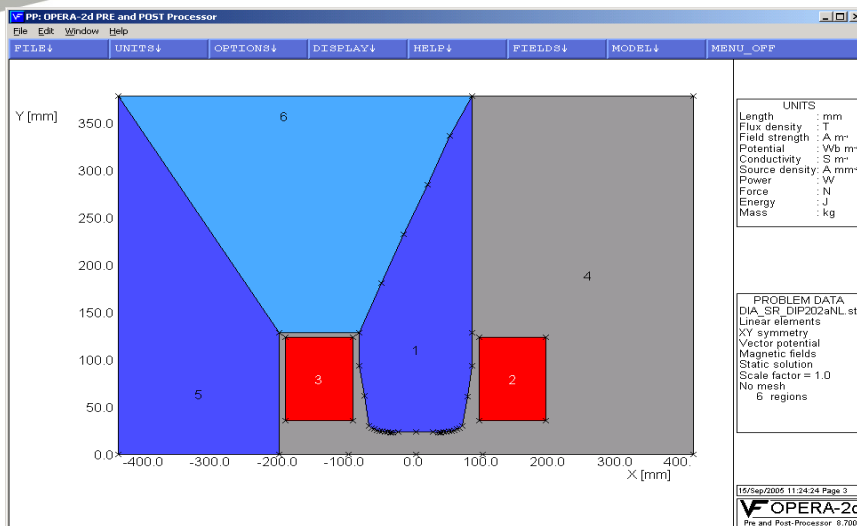 PP: OPERA-2d PRE and POST Processor
File Edit Window Help
FILE↓ UNITS↓ OPTIONS↓ DISPLAY↓ HELP↓ FIELDS↓ MODEL↓ MENU_OFF
Y [mm]
350.0
300.0
250.0
200.0
150.0
100.0
50.0
0.0
-400.0 -300.0 -200.0 -100.0 0.0 100.0 200.0 300.0 400.
X [mm]
6
4
1
5
3
2
UNITS
Length : mm
Flux density : T
Field strength : A m-
Potential : Wb m-
Conductivity : S m-
Source density: A mm-
Power : W
Force : N
Energy : J
Mass : kg
PROBLEM DATA
DIA_SR_DIP202aNL.st
Linear elements
XY symmetry
Vector potential
Magnetic fields
Static solution
Scale factor = 1.0
No mesh
6 regions
15/Sep/2005 11:24:24 Page 3
VF OPERA-2d
Pre and Post-Processor 8.700